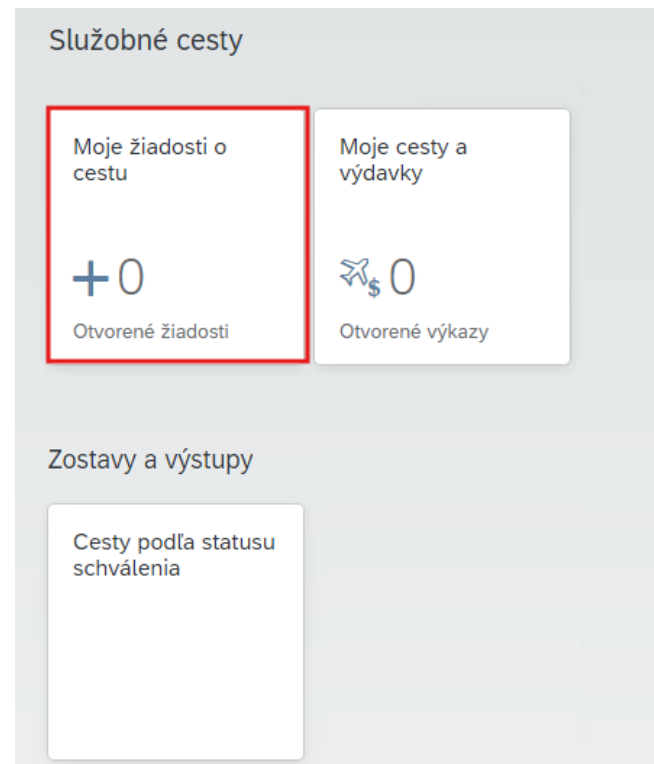 Služobné cesty
Moje žiadosti o
cestu
0
Otvorené žiadosti
Moje cesty a
výdavky
$ 0
Otvorené výkazy
Zostavy a výstupy
Cesty podľa statusu
schválenia